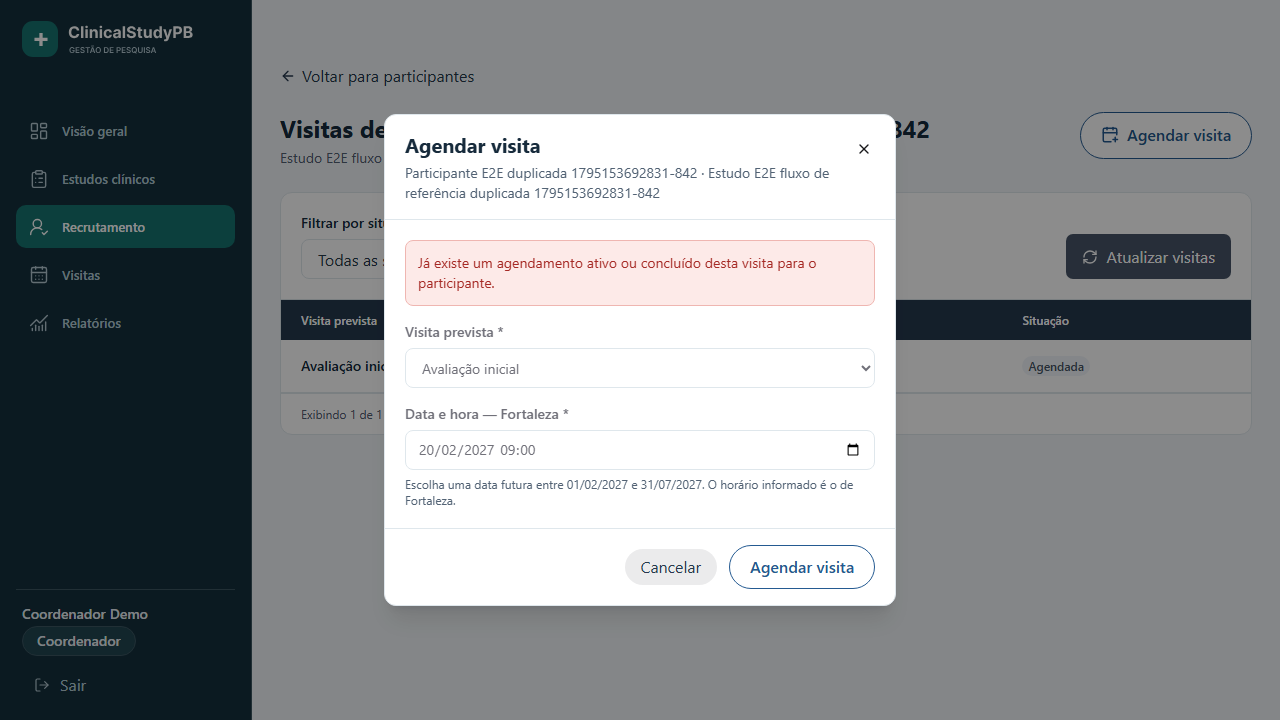 ClinicalStudyPB
GESTÃO DE PESQUISA
Visão geral
Estudos clínicos
Recrutamento
Visitas
Relatórios
Coordenador Demo
Coordenador
Sair
Voltar para participantes
Visitas de
842
Estudo E2E fluxo
Agendar visita
Filtrar por situ
Todas as s
Atualizar visitas
Visita prevista
Situação
Avaliação inic
Agendada
Exibindo 1 de 1
Agendar visita
Participante E2E duplicada 1795153692831-842 · Estudo E2E fluxo de
referência duplicada 1795153692831-842
Já existe um agendamento ativo ou concluído desta visita para o
participante.
Visita prevista *
Avaliação inicial
Data e hora — Fortaleza *
20/02/2027 09:00
Escolha uma data futura entre 01/02/2027 e 31/07/2027. O horário informado é o de
Fortaleza.
Cancelar
Agendar visita